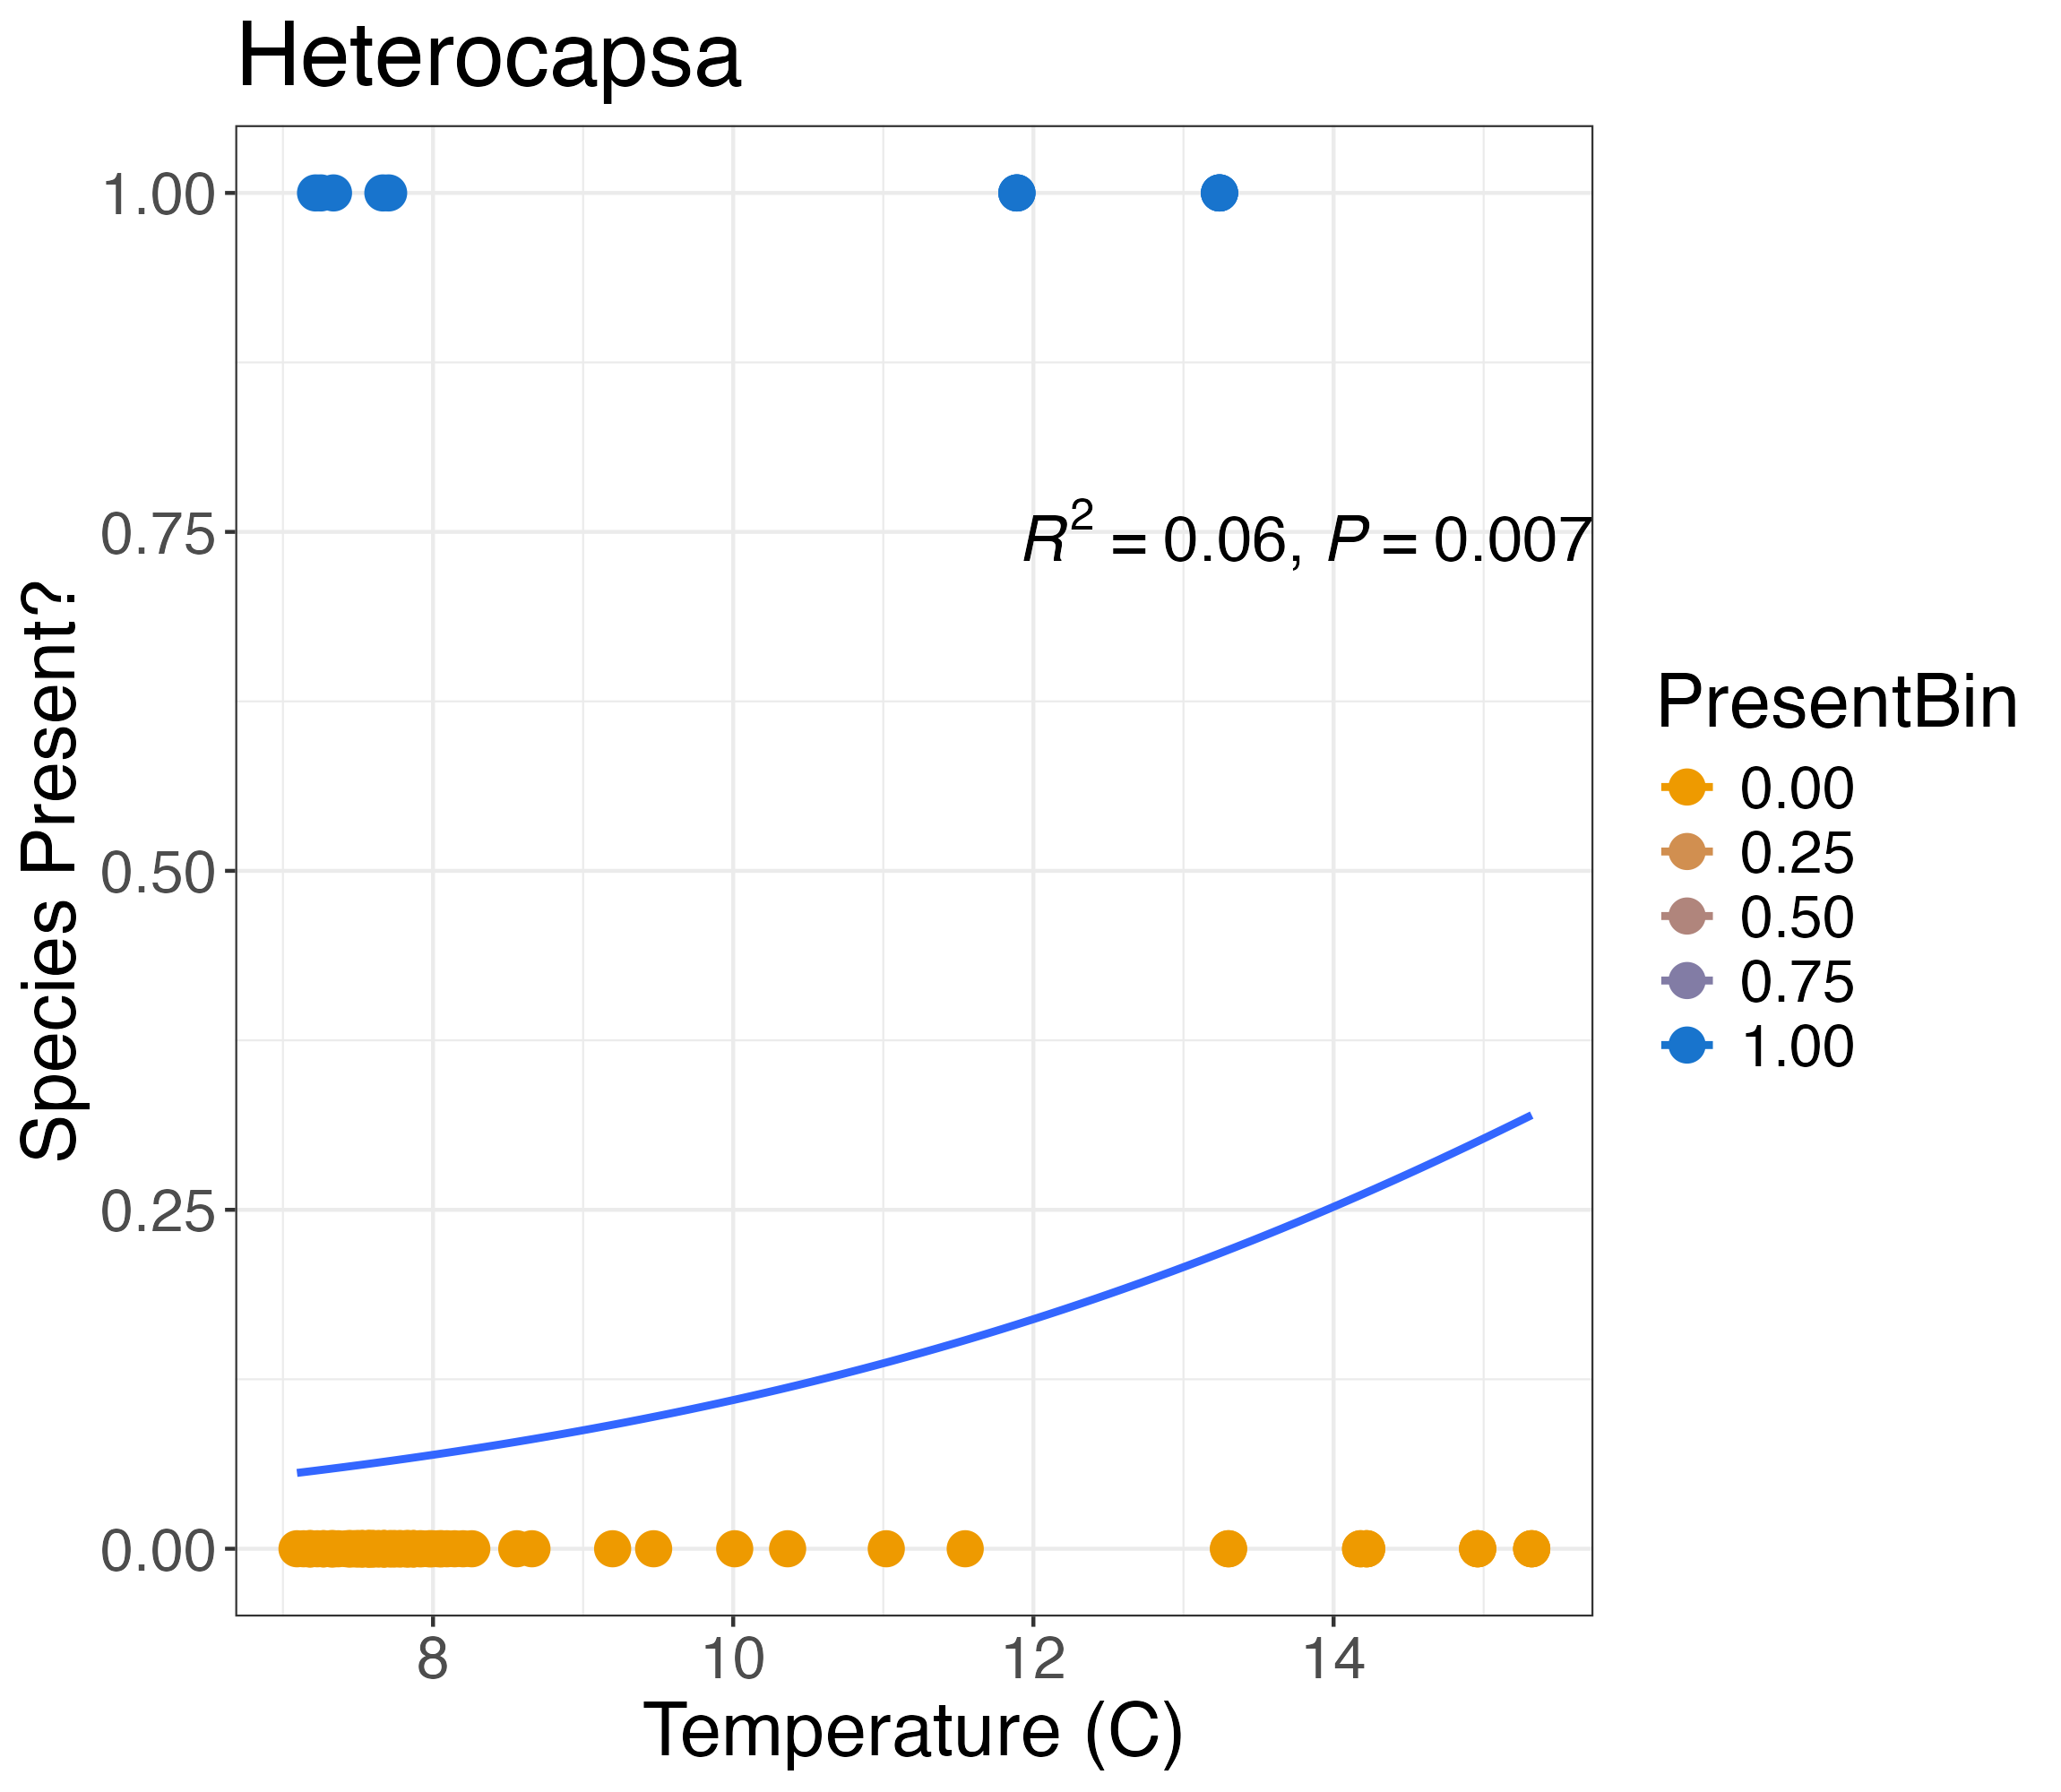 Heterocapsa
1.00
0.75
0.50
0.25
0.00
Species Present?
R² = 0.06, P = 0.007
8 10 12 14
Temperature (C)
PresentBin
0.00
0.25
0.50
0.75
1.00